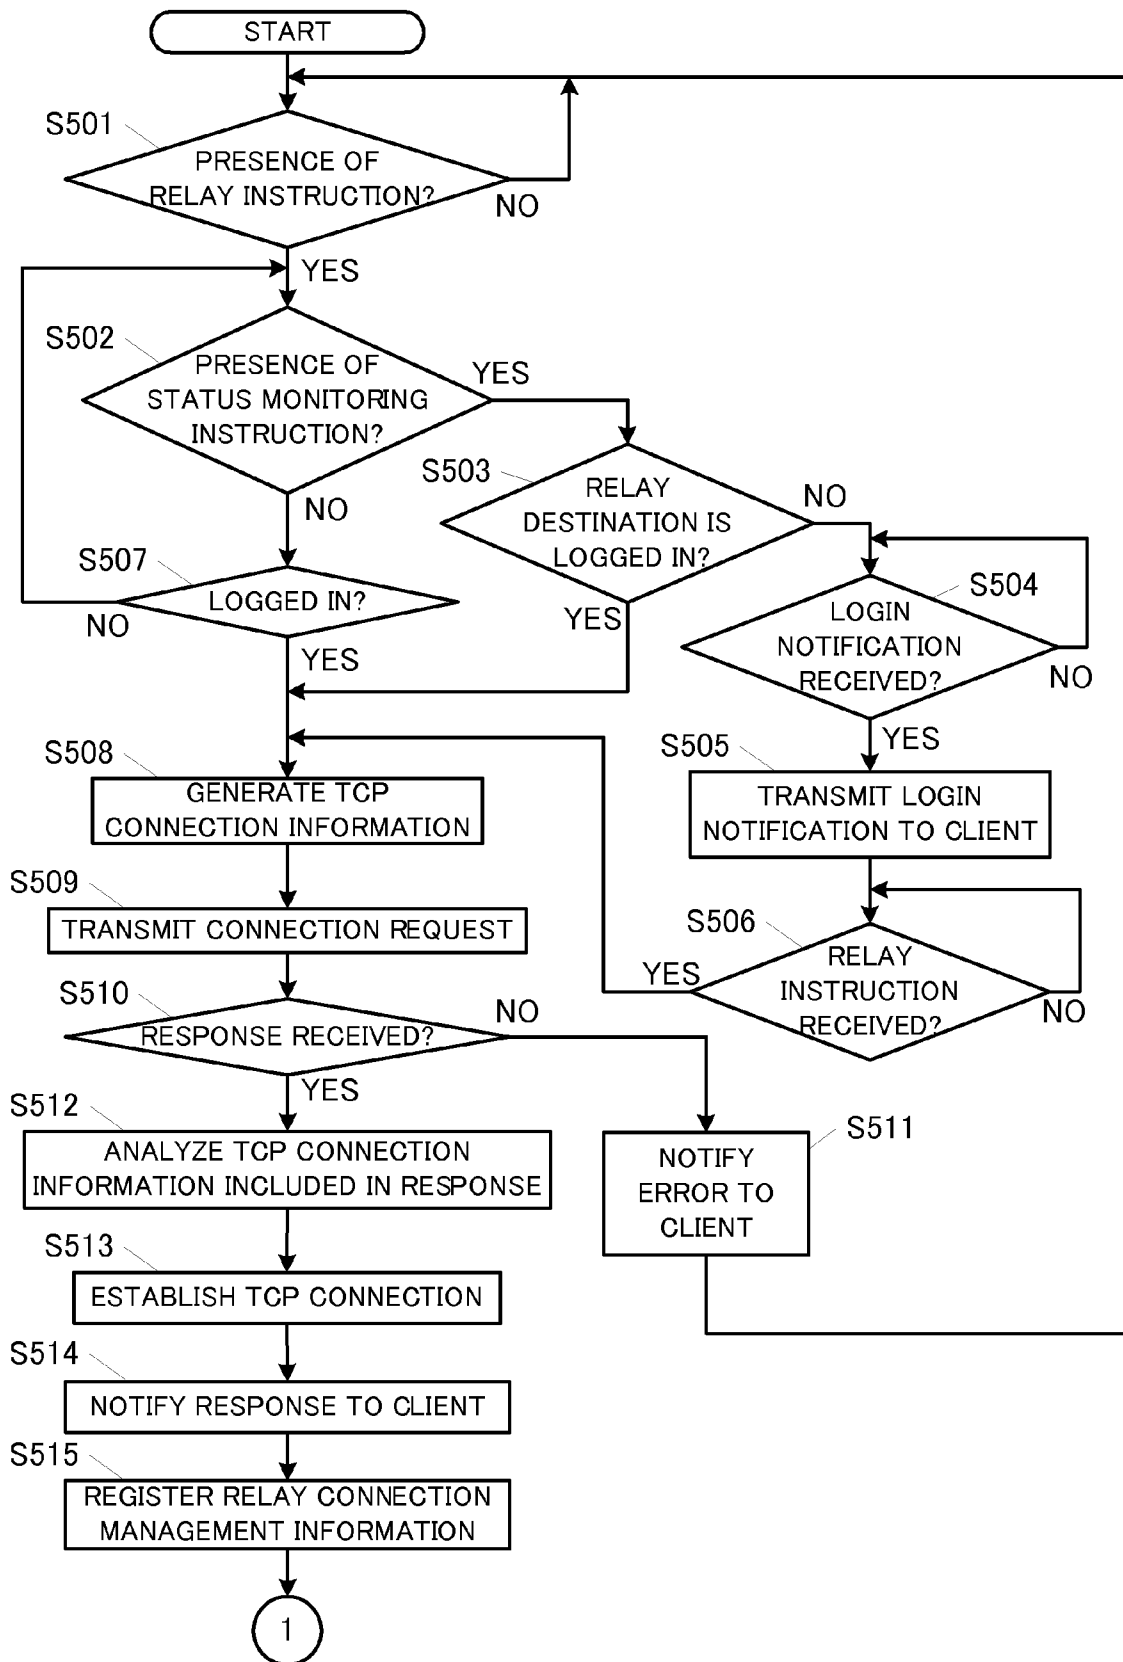 START
S501
PRESENCE OF
RELAY INSTRUCTION?
NO
YES
S502
PRESENCE OF
STATUS MONITORING
INSTRUCTION?
YES
NO
S503
RELAY
DESTINATION IS
LOGGED IN?
NO
YES
S504
LOGIN
NOTIFICATION
RECEIVED?
NO
YES
S507
LOGGED IN?
NO
YES
S505
TRANSMIT LOGIN
NOTIFICATION TO CLIENT
S506
RELAY
INSTRUCTION
RECEIVED?
YES
NO
S508
GENERATE TCP
CONNECTION INFORMATION
S509
TRANSMIT CONNECTION REQUEST
S510
RESPONSE RECEIVED?
NO
YES
S511
NOTIFY
ERROR TO
CLIENT
S512
ANALYZE TCP CONNECTION
INFORMATION INCLUDED IN RESPONSE
S513
ESTABLISH TCP CONNECTION
S514
NOTIFY RESPONSE TO CLIENT
S515
REGISTER RELAY CONNECTION
MANAGEMENT INFORMATION
1